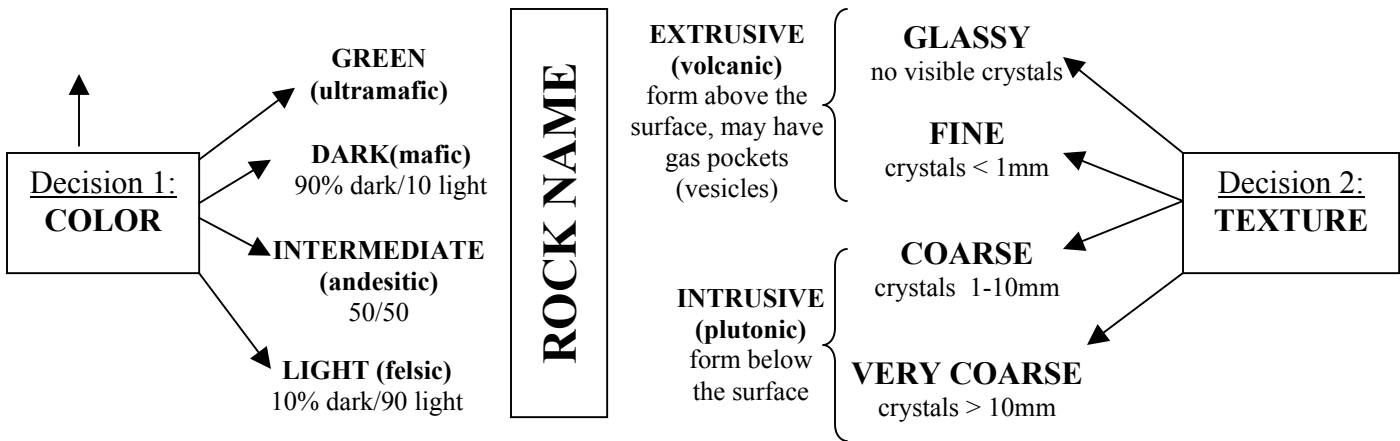 Decision 1:
COLOR
GREEN
(ultramafic)
DARK(mafic)
90% dark/10 light
INTERMEDIATE
(andesitic)
50/50
LIGHT (felsic)
10% dark/90 light
ROCK NAME
EXTRUSIVE
(volcanic)
form above the
surface, may have
gas pockets
(vesicles)
INTRUSIVE
(plutonic)
form below
the surface
GLASSY
no visible crystals
FINE
crystals < 1mm
COARSE
crystals 1-10mm
VERY COARSE
crystals > 10mm
Decision 2:
TEXTURE